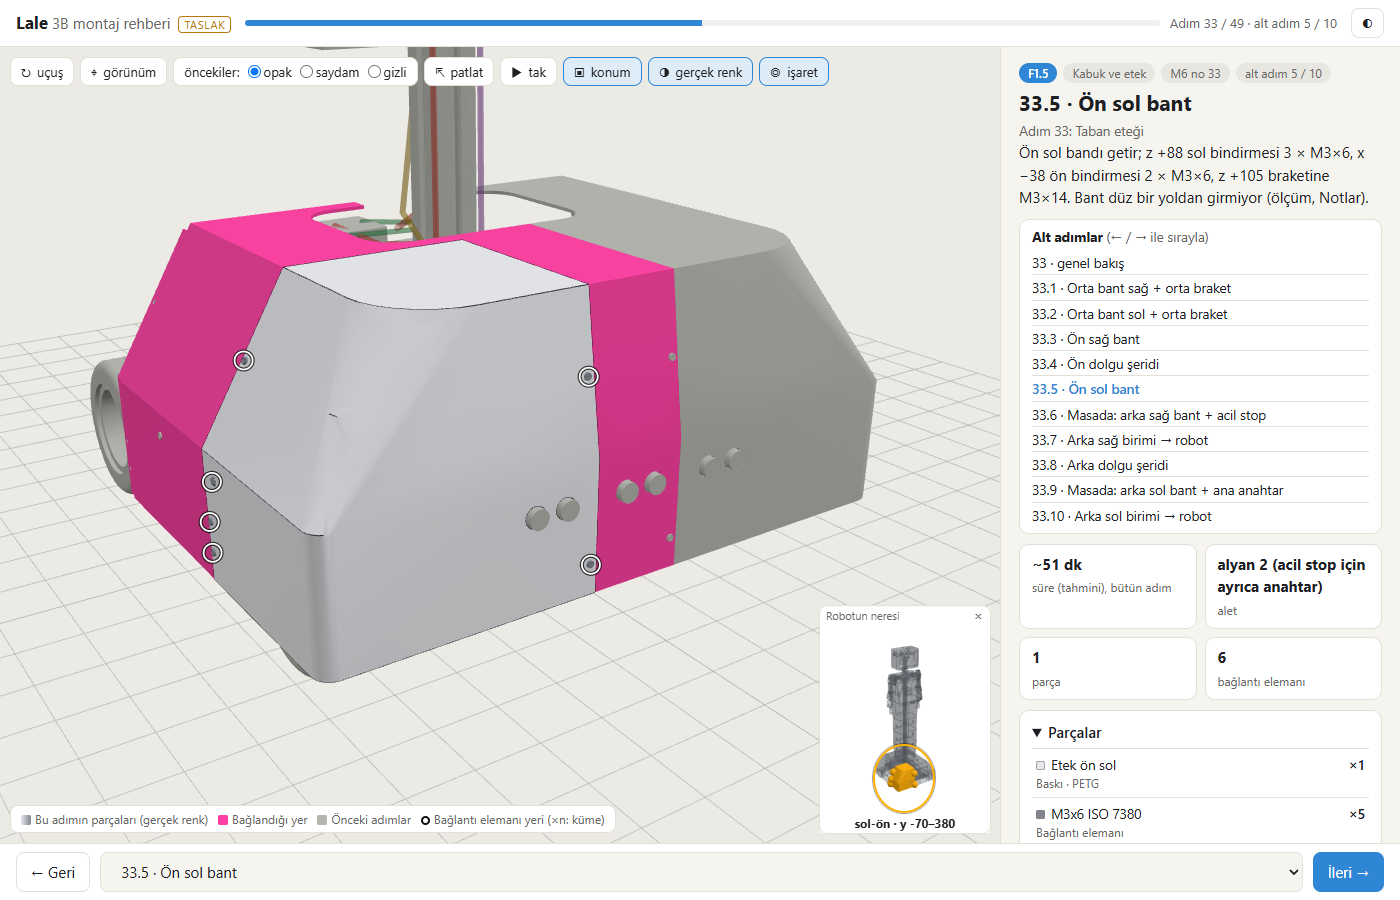 Lale 3B montaj rehberi TASLAK
Adım 33 / 49 · alt adım 5 / 10
↻ uçuş
⌖ görünüm
öncekiler: opak saydam gizli
⇱ patlat
▶ tak
▣ konum
◑ gerçek renk
◎ işaret
F1.5 Kabuk ve etek M6 no 33 alt adım 5 / 10
33.5 · Ön sol bant
Adım 33: Taban eteği
Ön sol bandı getir; z +88 sol bindirmesi 3 × M3×6, x
−38 ön bindirmesi 2 × M3×6, z +105 braketine
M3×14. Bant düz bir yoldan girmiyor (ölçüm, Notlar).
Alt adımlar (← / → ile sırayla)
33 · genel bakış
33.1 · Orta bant sağ + orta braket
33.2 · Orta bant sol + orta braket
33.3 · Ön sağ bant
33.4 · Ön dolgu şeridi
33.5 · Ön sol bant
33.6 · Masada: arka sağ bant + acil stop
33.7 · Arka sağ birimi → robot
33.8 · Arka dolgu şeridi
33.9 · Masada: arka sol bant + ana anahtar
33.10 · Arka sol birimi → robot
~51 dk
süre (tahmini), bütün adım
alyan 2 (acil stop için
ayrıca anahtar)
alet
1
parça
6
bağlantı elemanı
▼ Parçalar
Etek ön sol ×1
Baskı · PETG
M3x6 ISO 7380 ×5
Bağlantı elemanı
Robotun neresi ×
sol-ön · y -70–380
Bu adımın parçaları (gerçek renk) Bağlandığı yer Önceki adımlar Bağlantı elemanı yeri (×n: küme)
← Geri
33.5 · Ön sol bant
İleri →